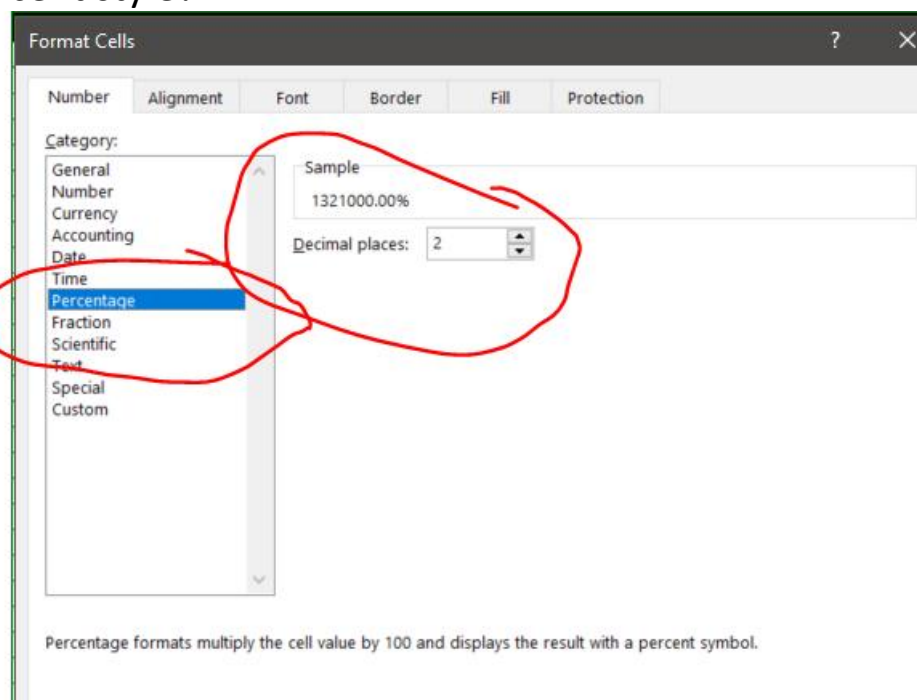 Format Cells ? ×
Number Alignment Font Border Fill Protection
Category:
General
Number
Currency
Accounting
Date
Time
Percentage
Fraction
Scientific
Text
Special
Custom
Sample
1321000.00%
Decimal places: 2
Percentage formats multiply the cell value by 100 and displays the result with a percent symbol.